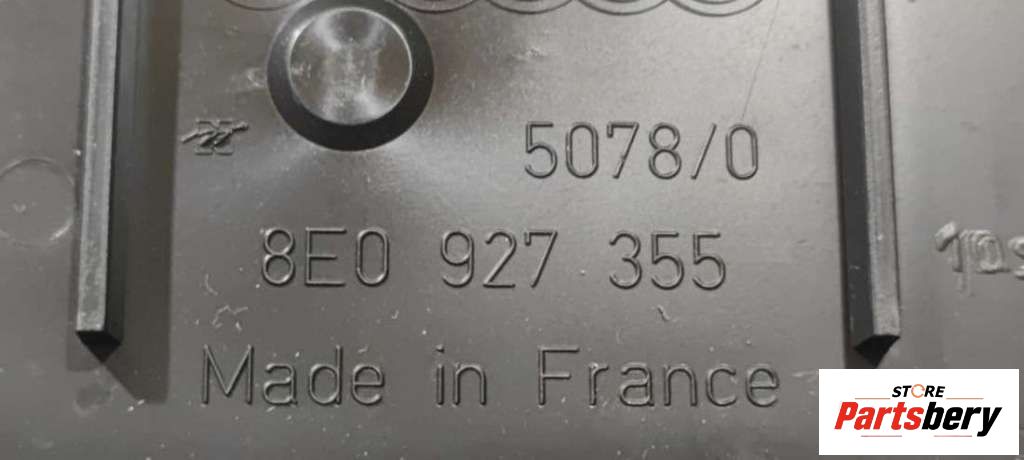 5078/0
8E0 927 355
Made in France
STORE
Partsbery